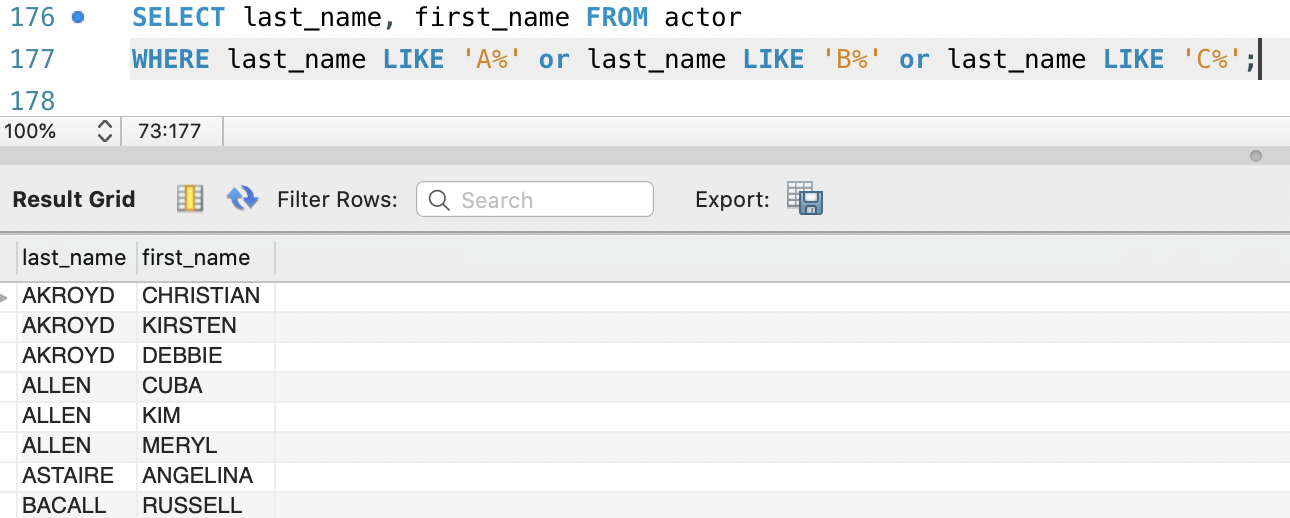 176 SELECT last_name, first_name FROM actor
177 WHERE last_name LIKE 'A%' or last_name LIKE 'B%' or last_name LIKE 'C%';
178
100% 73:177
Result Grid Filter Rows: Search Export:
last_name first_name
AKROYD CHRISTIAN
AKROYD KIRSTEN
AKROYD DEBBIE
ALLEN CUBA
ALLEN KIM
ALLEN MERYL
ASTAIRE ANGELINA
BACALL RUSSELL